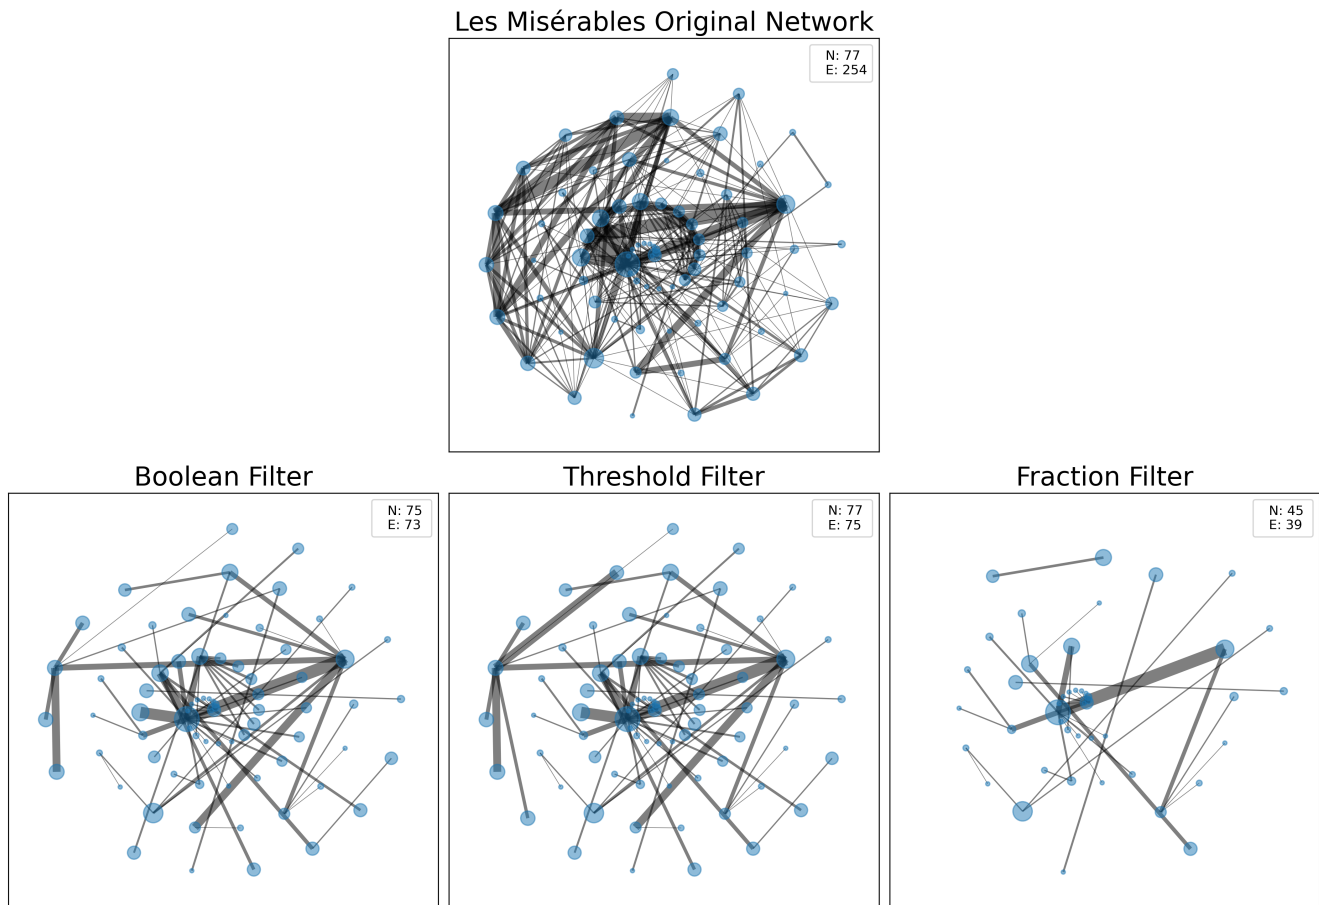 Les Misérables Original Network
N: 77
E: 254
Boolean Filter
N: 75
E: 73
Threshold Filter
N: 77
E: 75
Fraction Filter
N: 45
E: 39